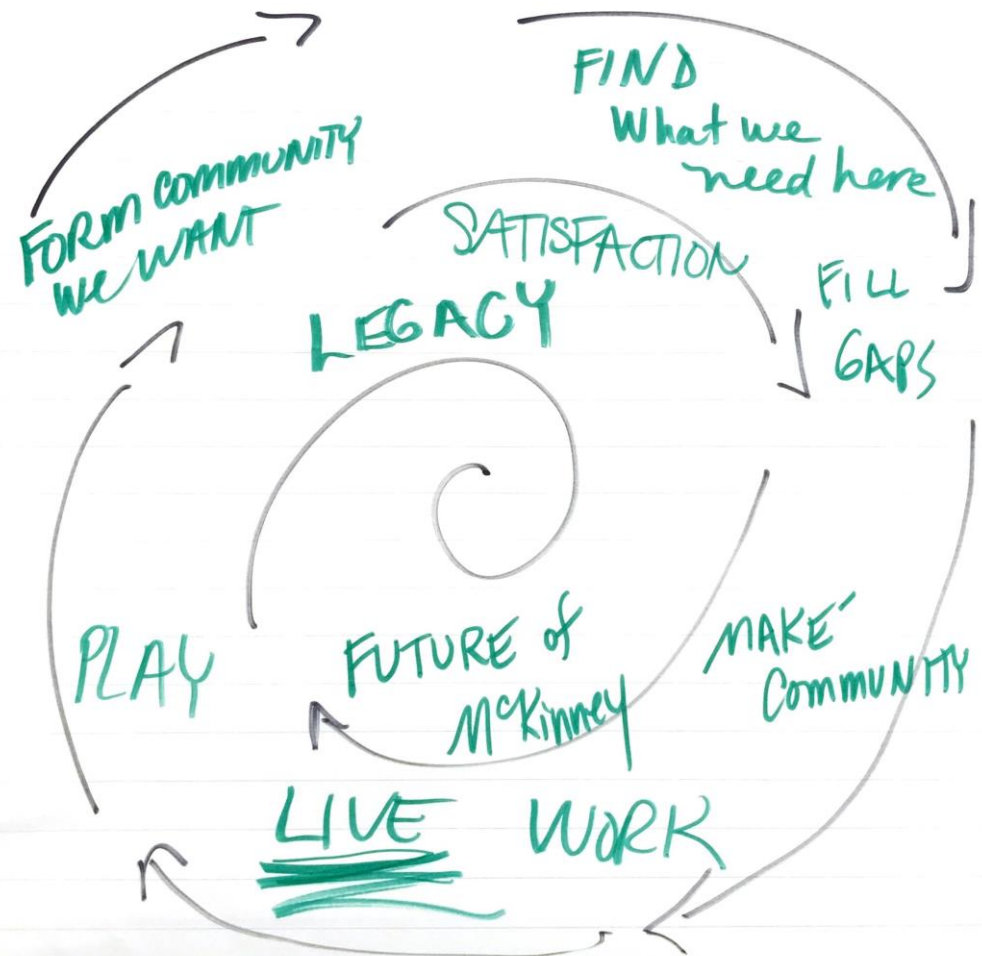 FIND
What we
need here
FORM COMMUNITY
We WANT
SATISFACTION
FILL
GAPS
LEGACY
PLAY
FUTURE of
McKinney
MAKE
COMMUNITY
LIVE WORK